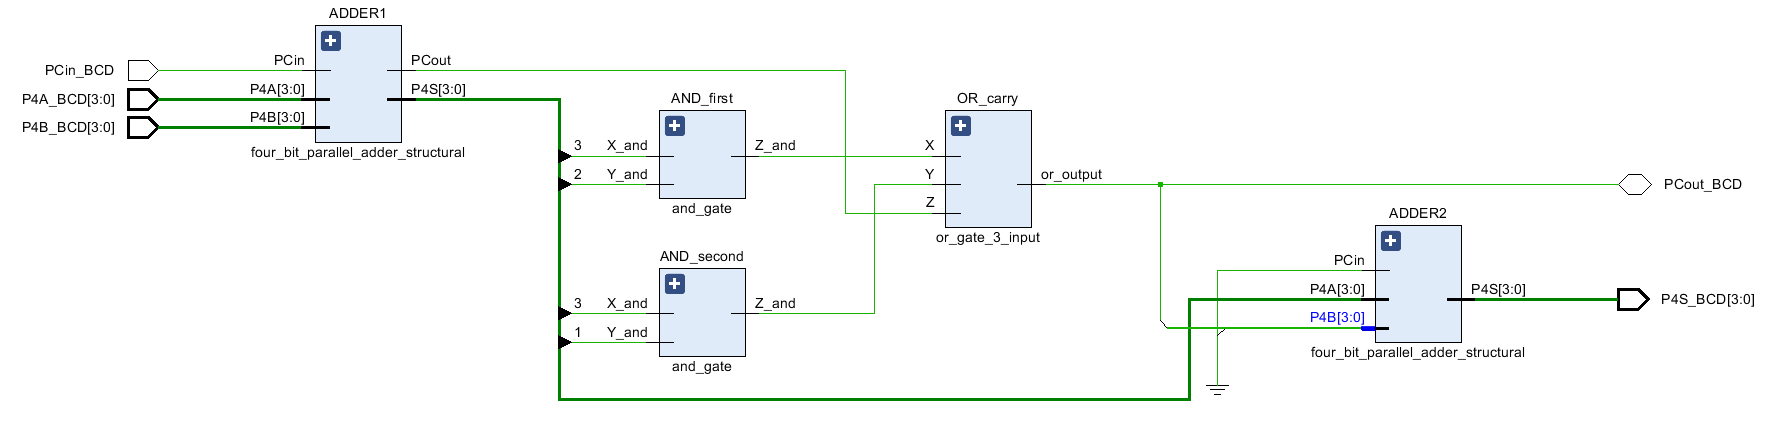 ADDER1
PCin_BCD
PCin
PCout
P4A_BCD[3:0]
P4A[3:0]
P4S[3:0]
P4B_BCD[3:0]
P4B[3:0]
four_bit_parallel_adder_structural
AND_first
3
X_and
Z_and
2
Y_and
and_gate
AND_second
3
X_and
Z_and
1
Y_and
and_gate
OR_carry
X
Y
or_output
Z
or_gate_3_input
PCout_BCD
ADDER2
PCin
P4A[3:0]
P4S[3:0]
P4S_BCD[3:0]
P4B[3:0]
four_bit_parallel_adder_structural